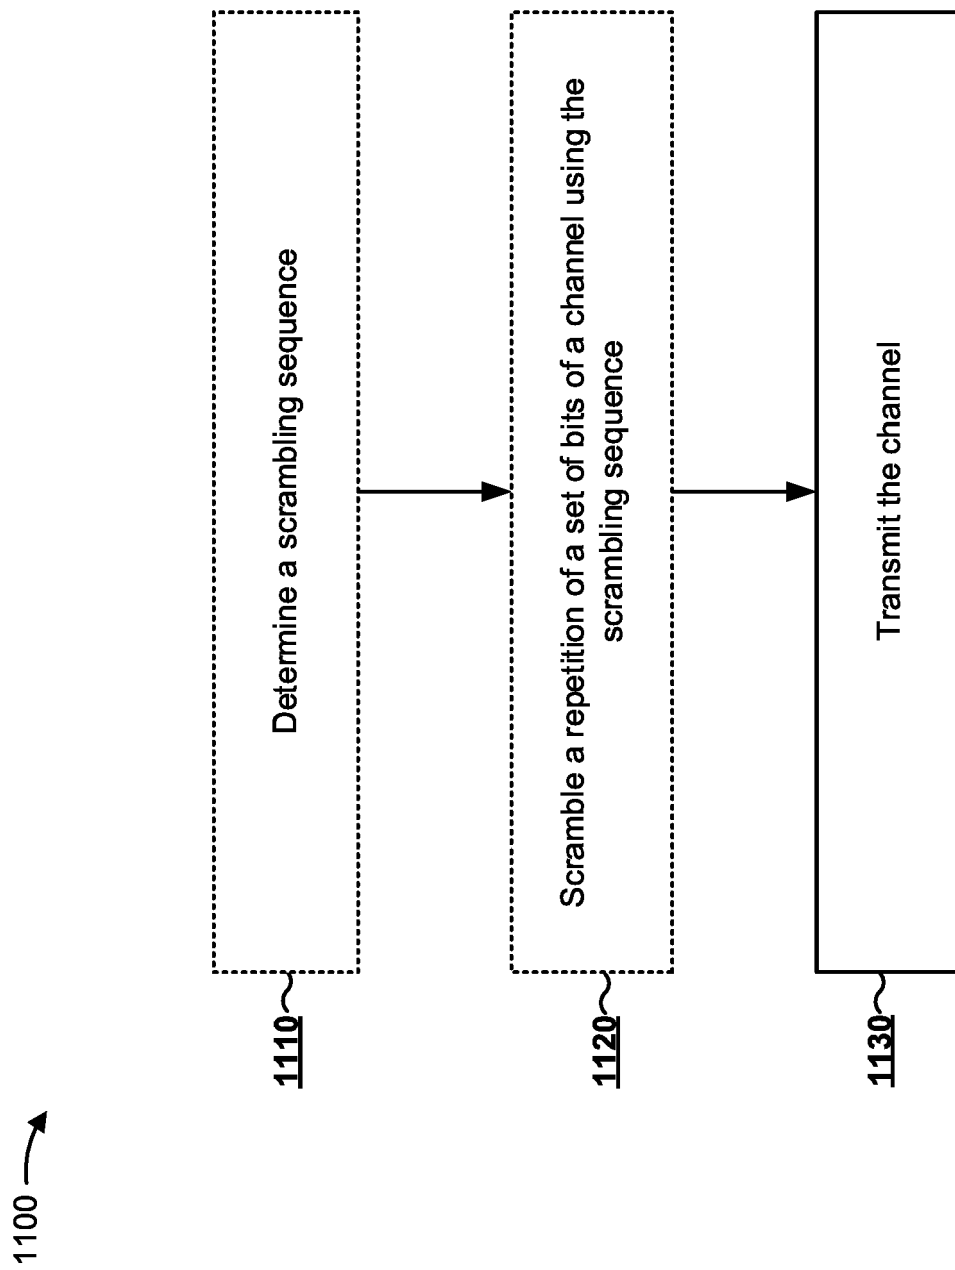 1100
1110
Determine a scrambling sequence
1120
Scramble a repetition of a set of bits of a channel using the
scrambling sequence
1130
Transmit the channel